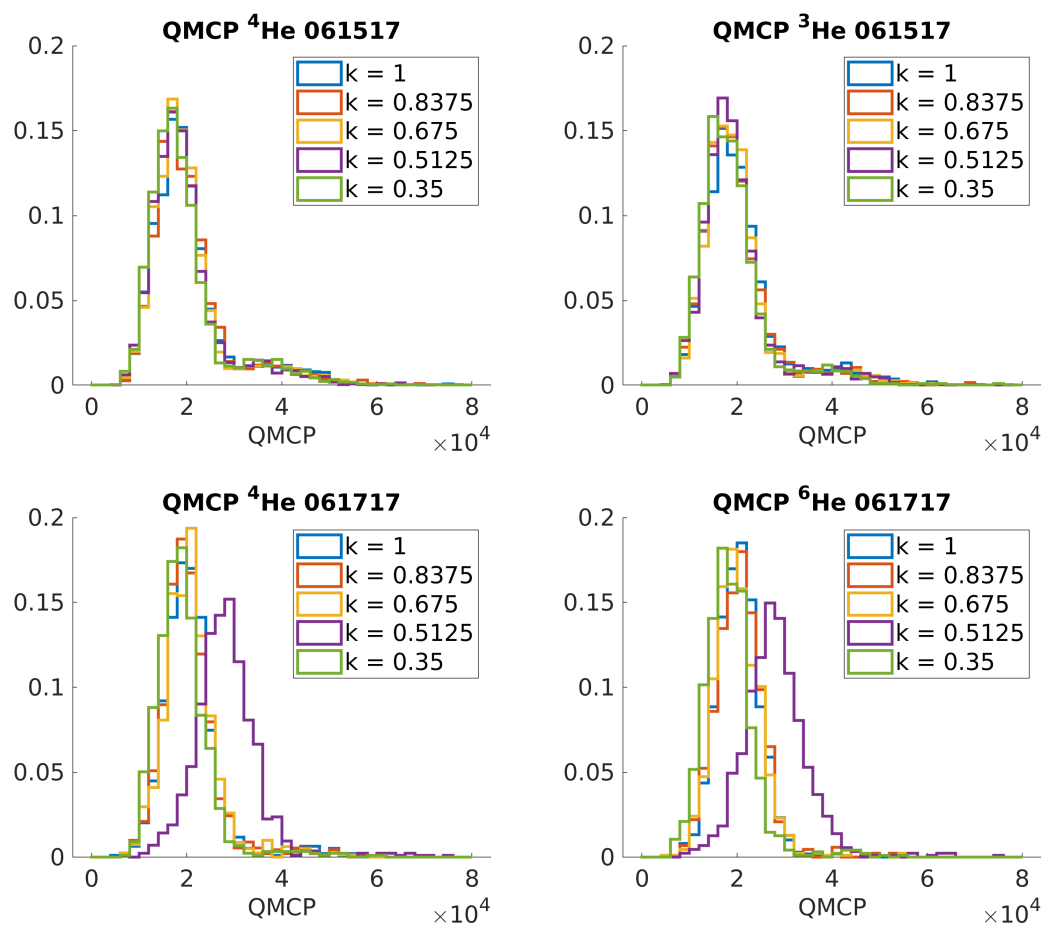 QMCP ⁴He 061517
0.2
0.15
0.1
0.05
0
k = 1
k = 0.8375
k = 0.675
k = 0.5125
k = 0.35
0 2 4 6 8
QMCP
×10⁴
QMCP ³He 061517
0.2
0.15
0.1
0.05
0
k = 1
k = 0.8375
k = 0.675
k = 0.5125
k = 0.35
0 2 4 6 8
QMCP
×10⁴
QMCP ⁴He 061717
0.2
0.15
0.1
0.05
0
k = 1
k = 0.8375
k = 0.675
k = 0.5125
k = 0.35
0 2 4 6 8
QMCP
×10⁴
QMCP ⁶He 061717
0.2
0.15
0.1
0.05
0
k = 1
k = 0.8375
k = 0.675
k = 0.5125
k = 0.35
0 2 4 6 8
QMCP
×10⁴